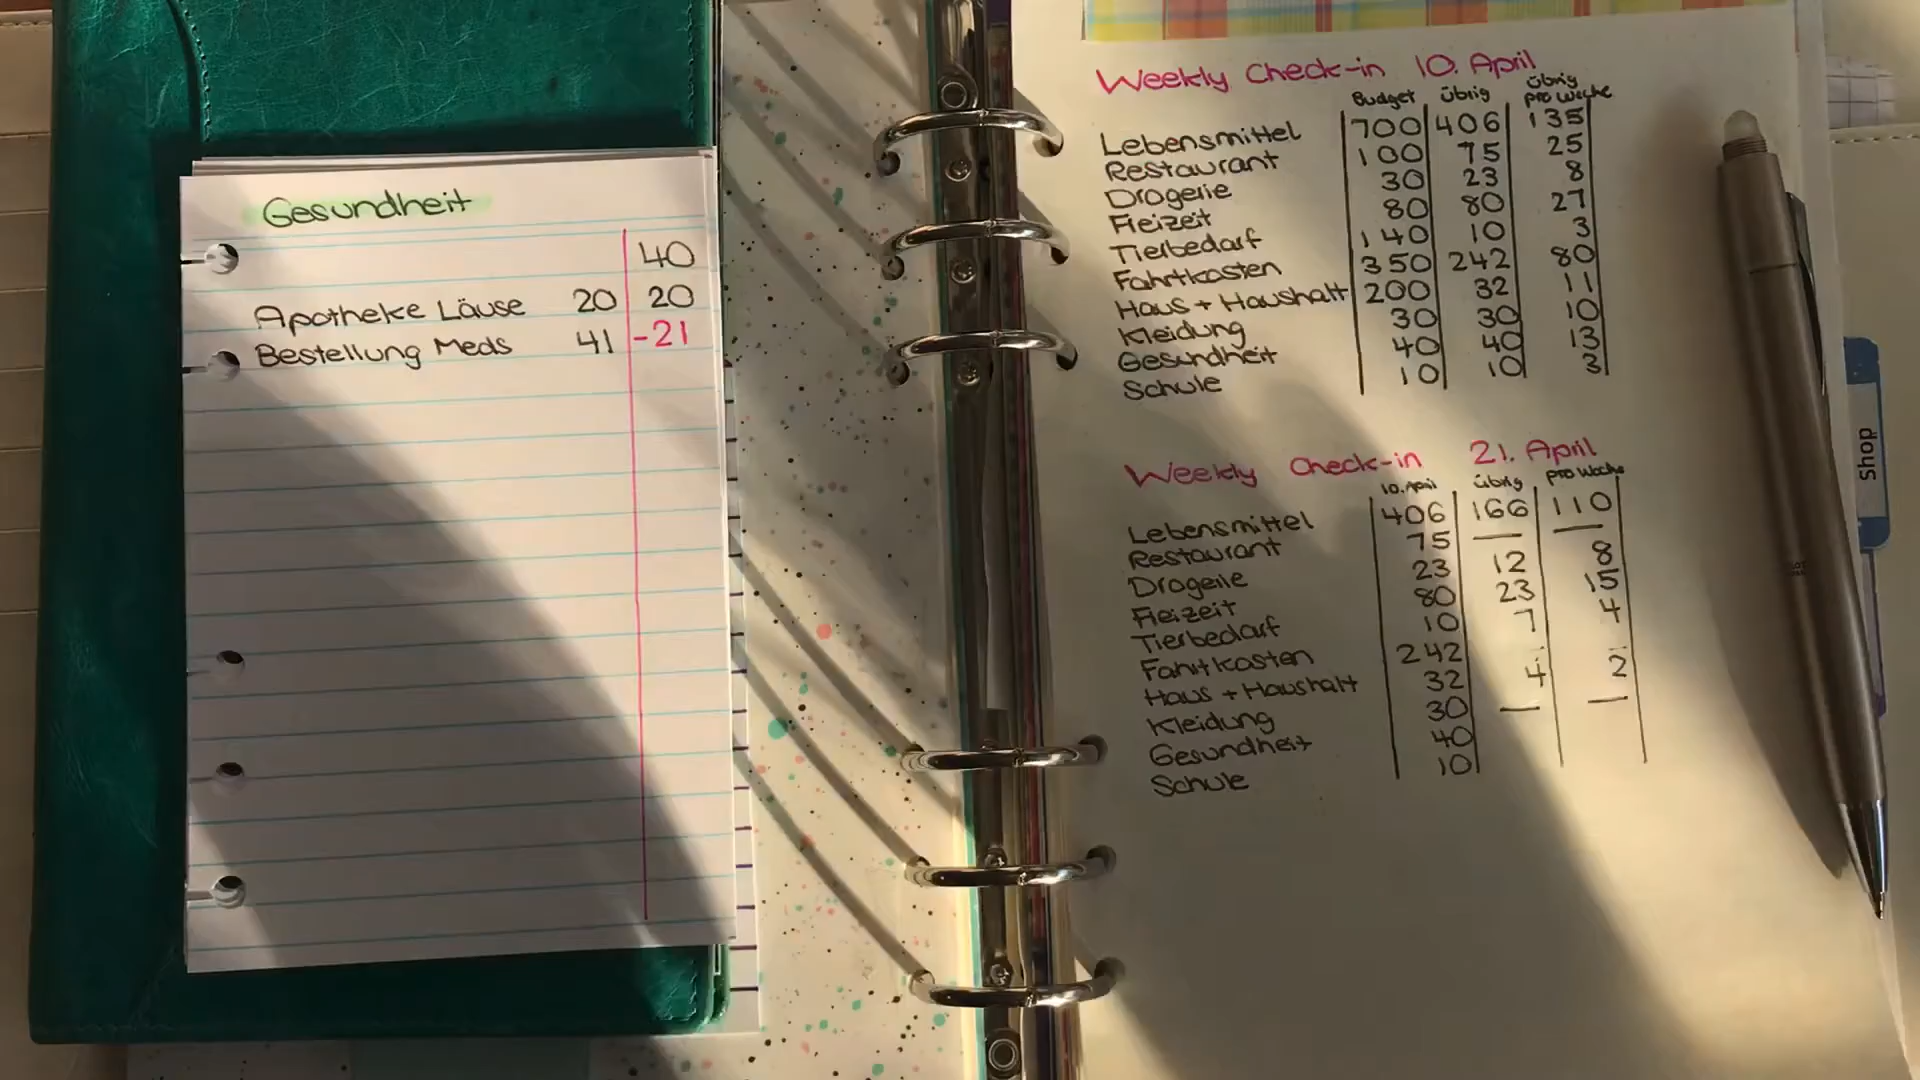 Gesundheit
40
Apotheke Läuse 20 20
Bestellung Meds 41 -21
Weekly Check-in 10. April
Budget übrig übrig pro Woche
Lebensmittel 700 406 135
Restaurant 100 75 25
Drogerie 30 23 8
Freizeit 80 80 27
Tierbedarf 140 10 3
Fahrtkosten 350 242 80
Haus + Haushalt 200 32 11
Kleidung 30 30 10
Gesundheit 40 40 13
Schule 10 10 3
Weekly Check-in 21. April
10. April übrig pro Woche
Lebensmittel 406 166 110
Restaurant 75 — —
Drogerie 23 12 8
Freizeit 80 23 15
Tierbedarf 10 7 4
Fahrtkosten 242
Haus + Haushalt 32 4 2
Kleidung 30 — —
Gesundheit 40
Schule 10
Shop